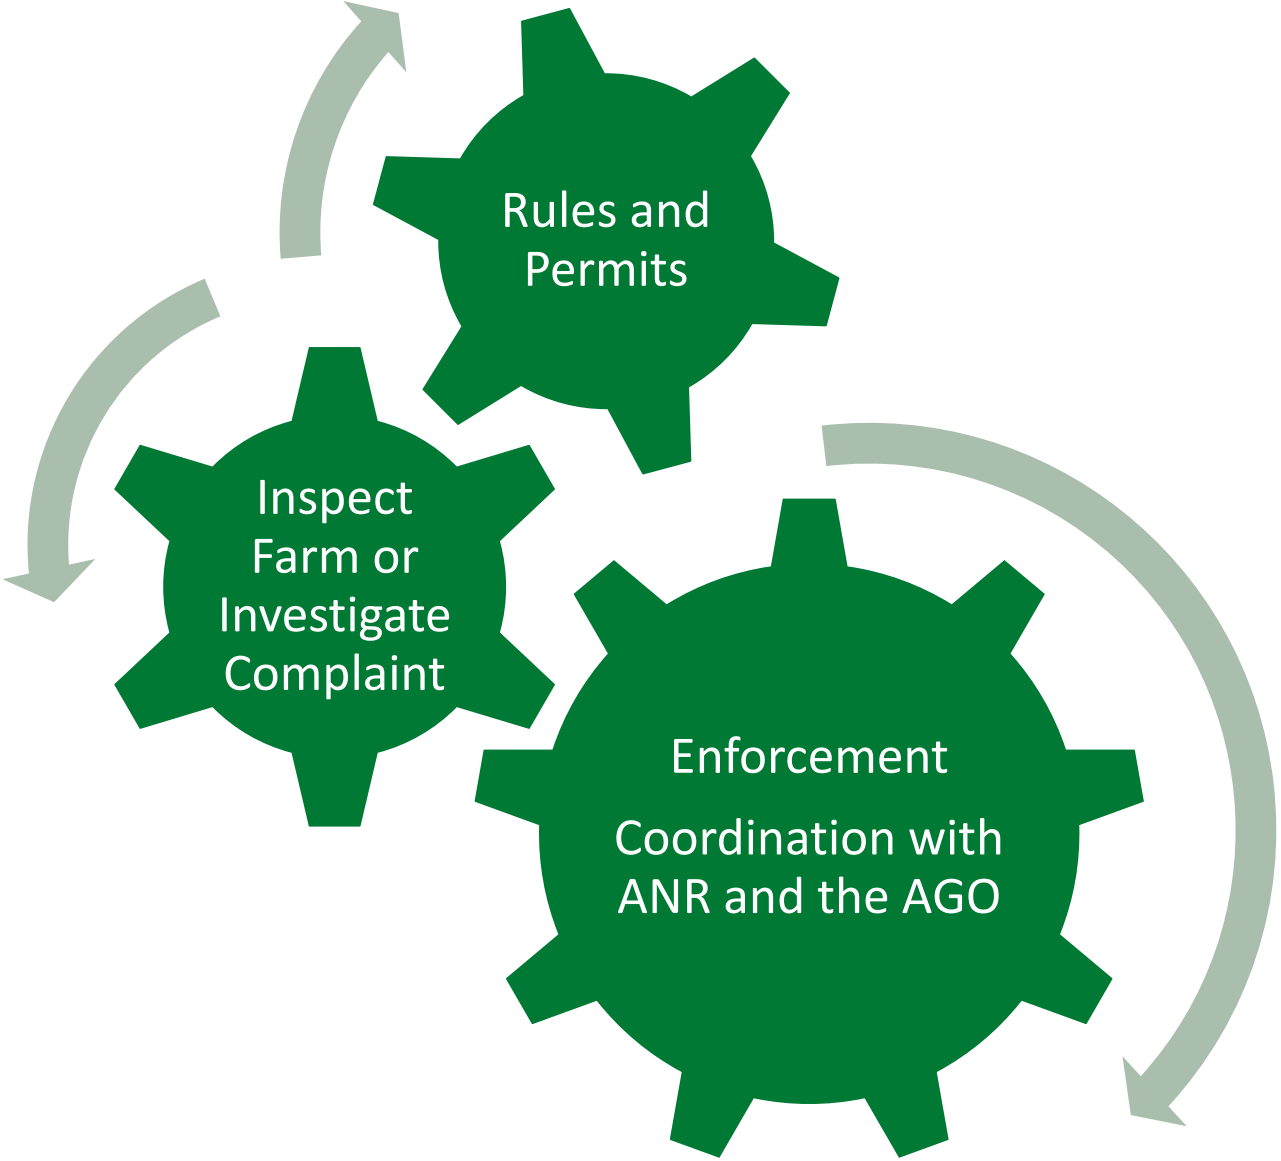 Rules and
Permits
Inspect
Farm or
Investigate
Complaint
Enforcement
Coordination with
ANR and the AGO